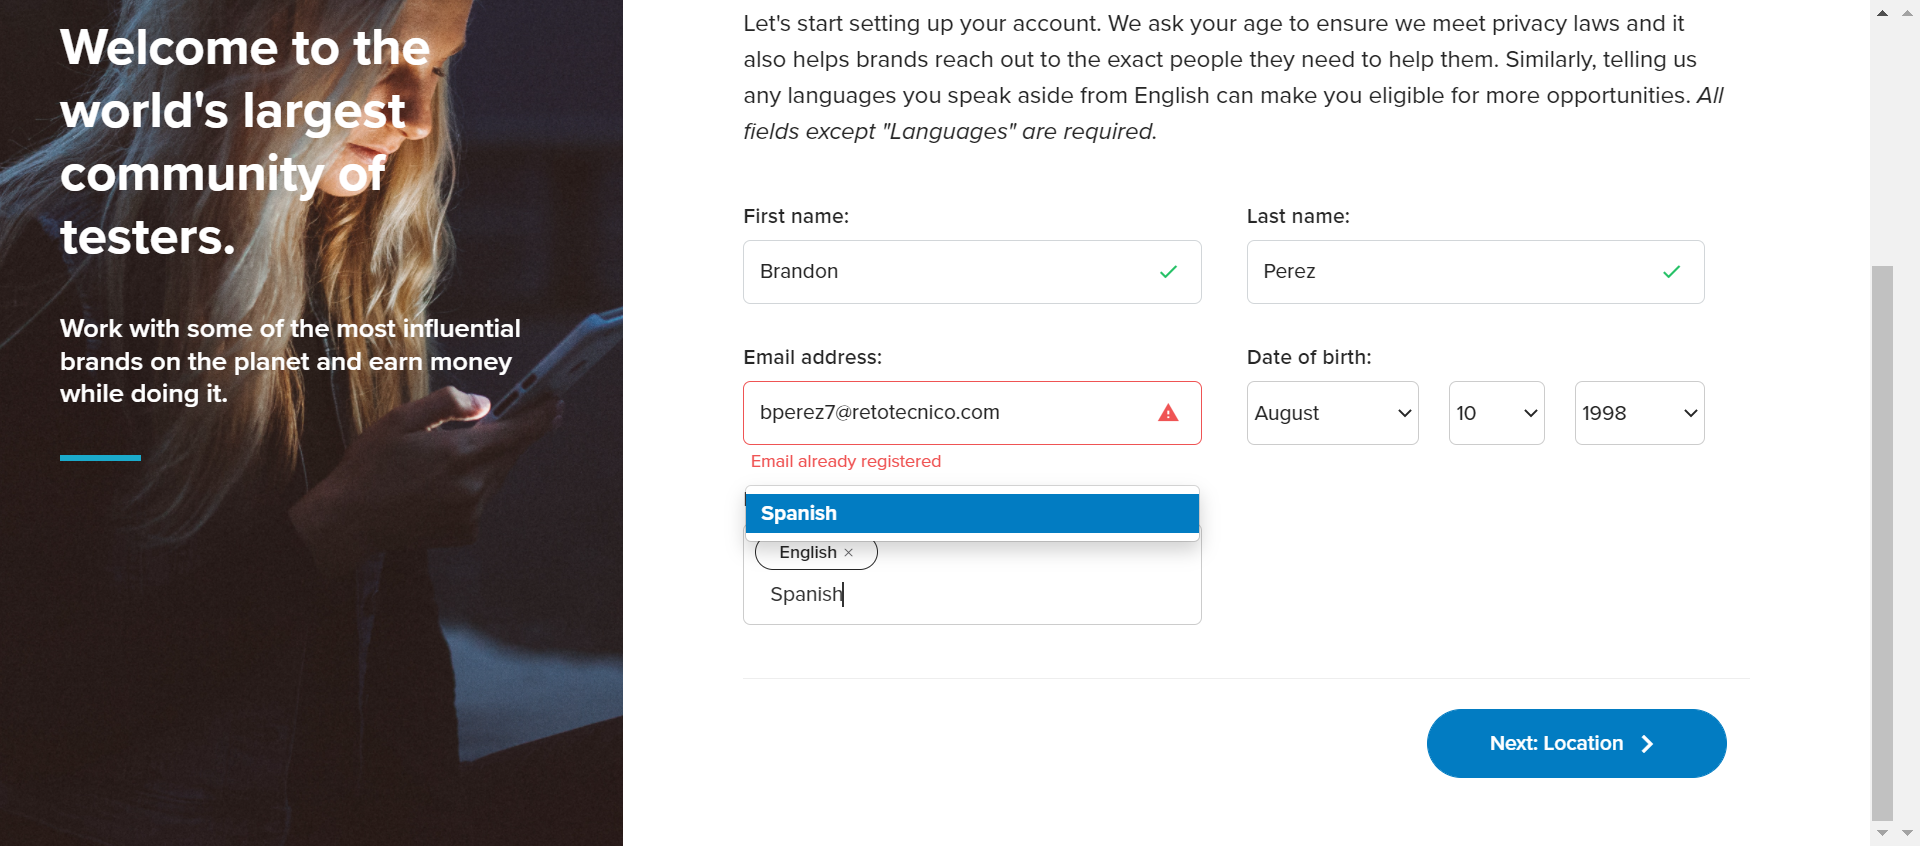 Welcome to the
world's largest
community of
testers.
Work with some of the most influential
brands on the planet and earn money
while doing it.
Let's start setting up your account. We ask your age to ensure we meet privacy laws and it
also helps brands reach out to the exact people they need to help them. Similarly, telling us
any languages you speak aside from English can make you eligible for more opportunities. All
fields except "Languages" are required.
First name:
Last name:
Brandon
Perez
Email address:
Date of birth:
bperez7@retotecnico.com
August
10
1998
Email already registered
Spanish
English ×
Spanish
Next: Location